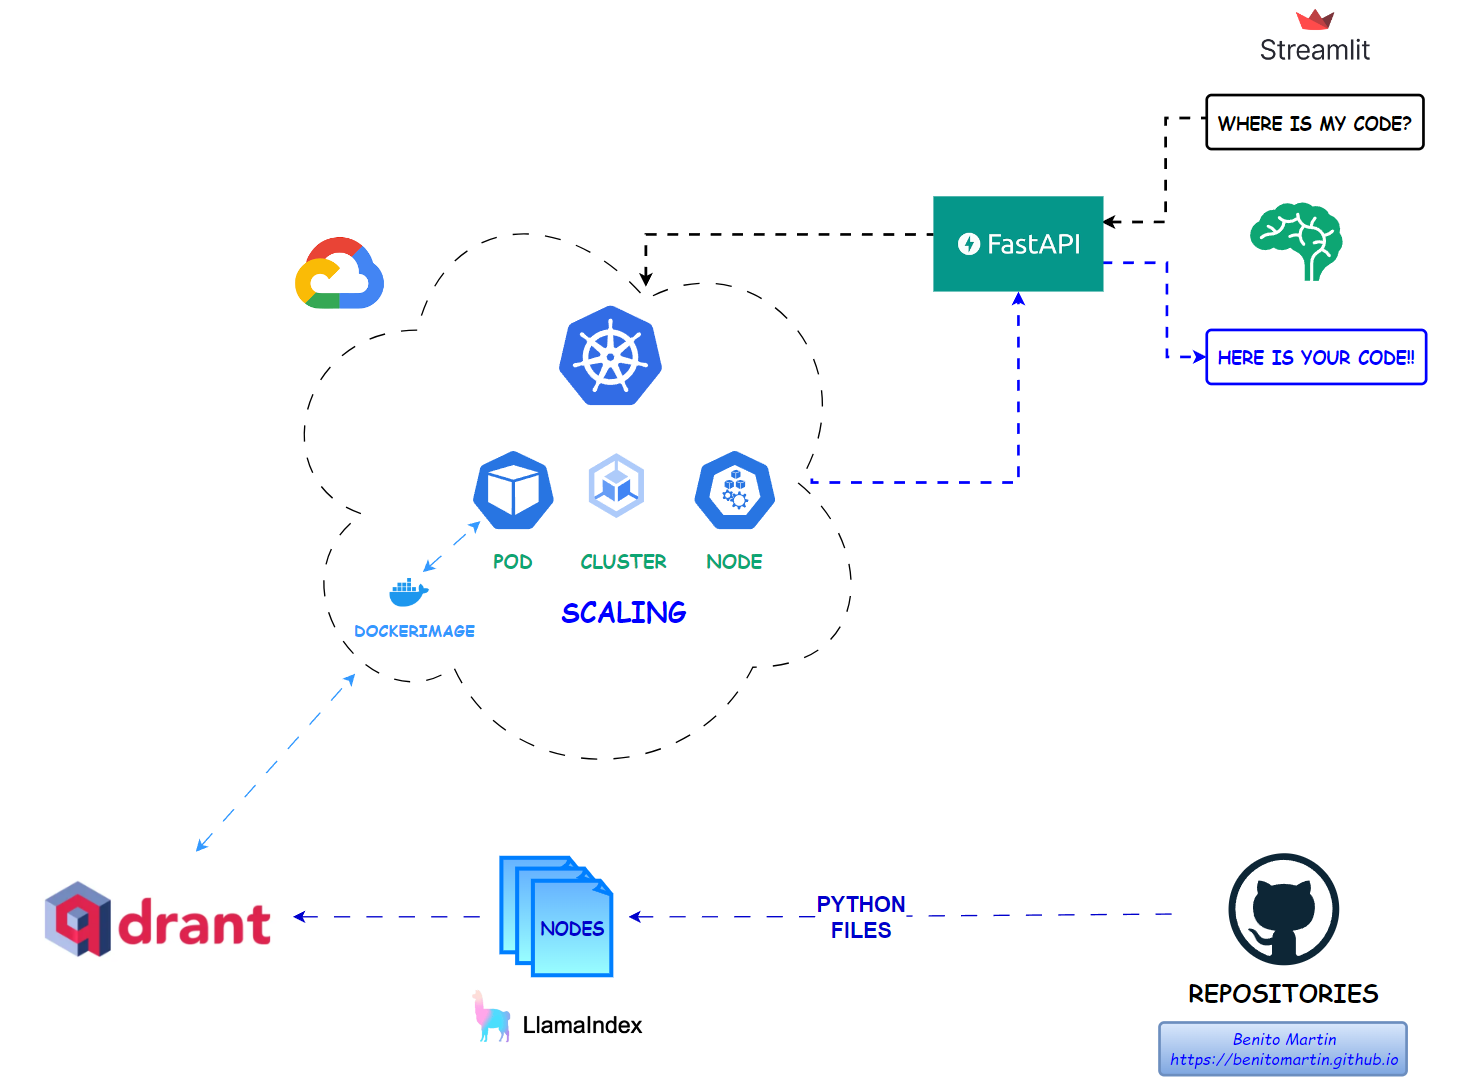 Streamlit
WHERE IS MY CODE?
FastAPI
HERE IS YOUR CODE!!
POD
CLUSTER
NODE
SCALING
DOCKERIMAGE
qdrant
NODES
PYTHON
FILES
LlamaIndex
REPOSITORIES
Benito Martin
https://benitomartin.github.io